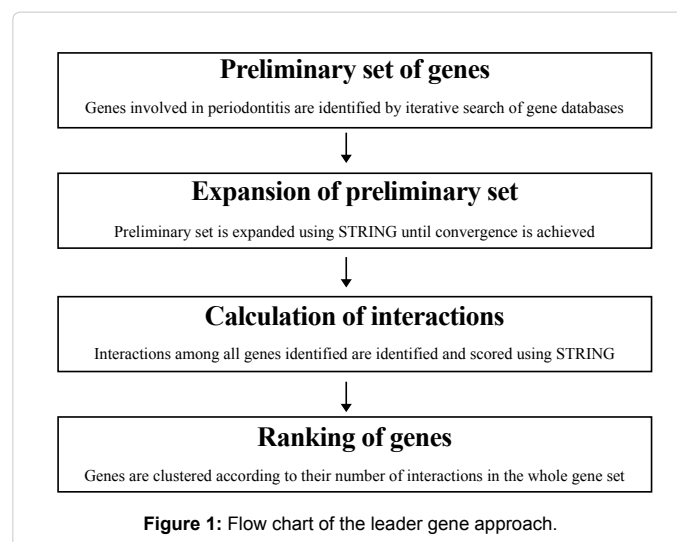 Preliminary set of genes
Genes involved in periodontitis are identified by iterative search of gene databases
Expansion of preliminary set
Preliminary set is expanded using STRING until convergence is achieved
Calculation of interactions
Interactions among all genes identified are identified and scored using STRING
Ranking of genes
Genes are clustered according to their number of interactions in the whole gene set
Figure 1: Flow chart of the leader gene approach.